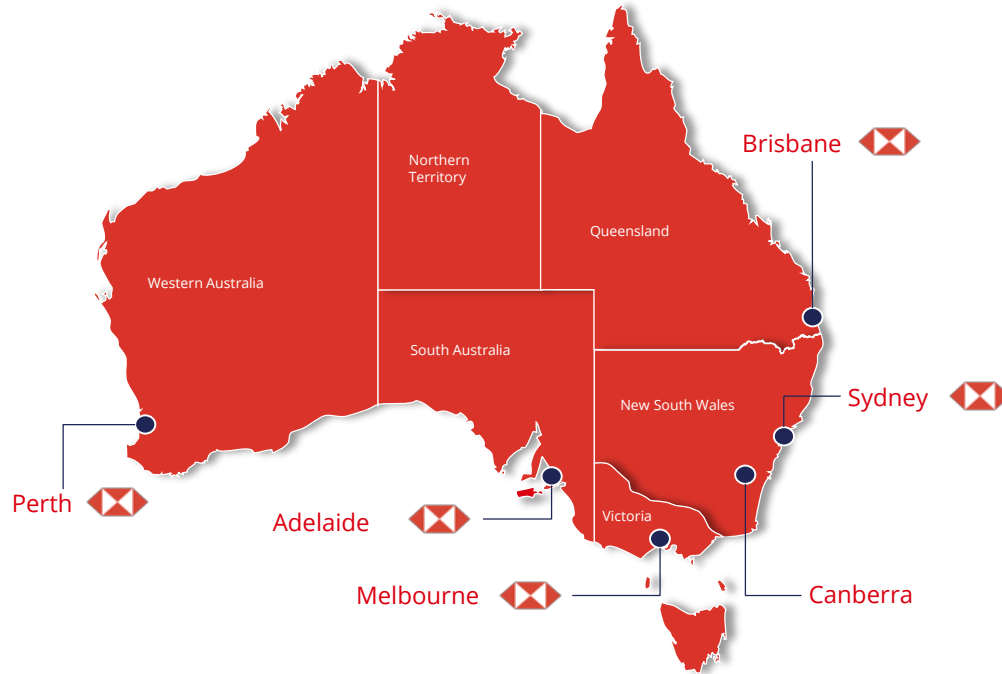 Brisbane
Northern
Territory
Queensland
Western Australia
South Australia
Sydney
New South Wales
Perth
Adelaide
Victoria
Melbourne
Canberra